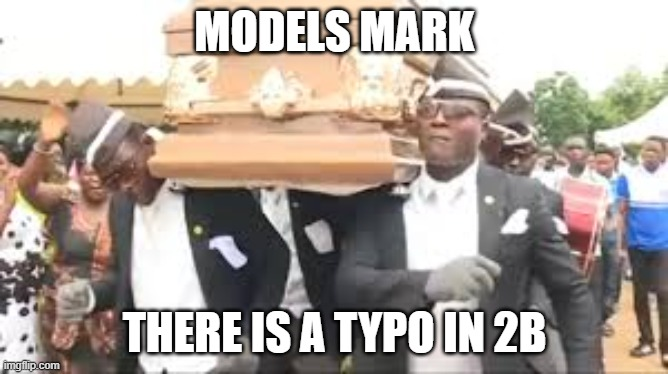 MODELS MARK
THERE IS A TYPO IN 2B
imgflip.com